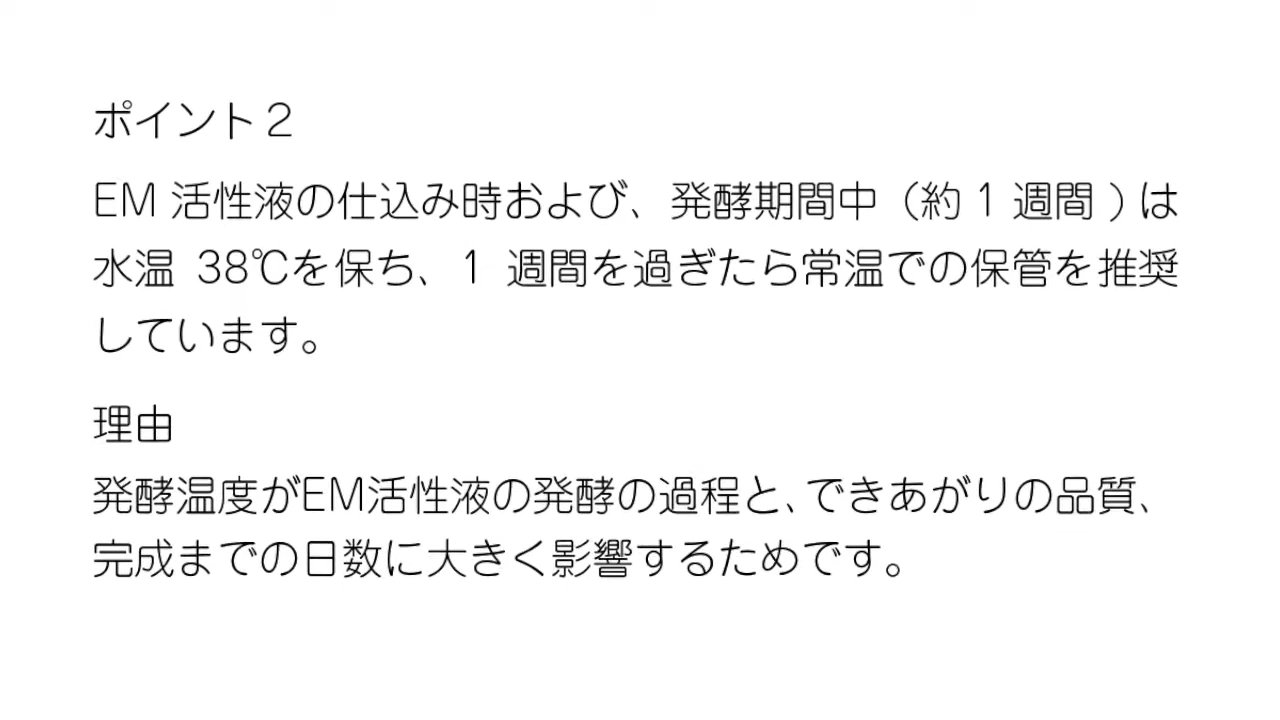 ポイント2
EM 活性液の仕込み時および、発酵期間中（約 1 週間 ) は
水温 38℃を保ち、1 週間を過ぎたら常温での保管を推奨
しています。
理由
発酵温度がEM活性液の発酵の過程と、できあがりの品質、
完成までの日数に大きく影響するためです。